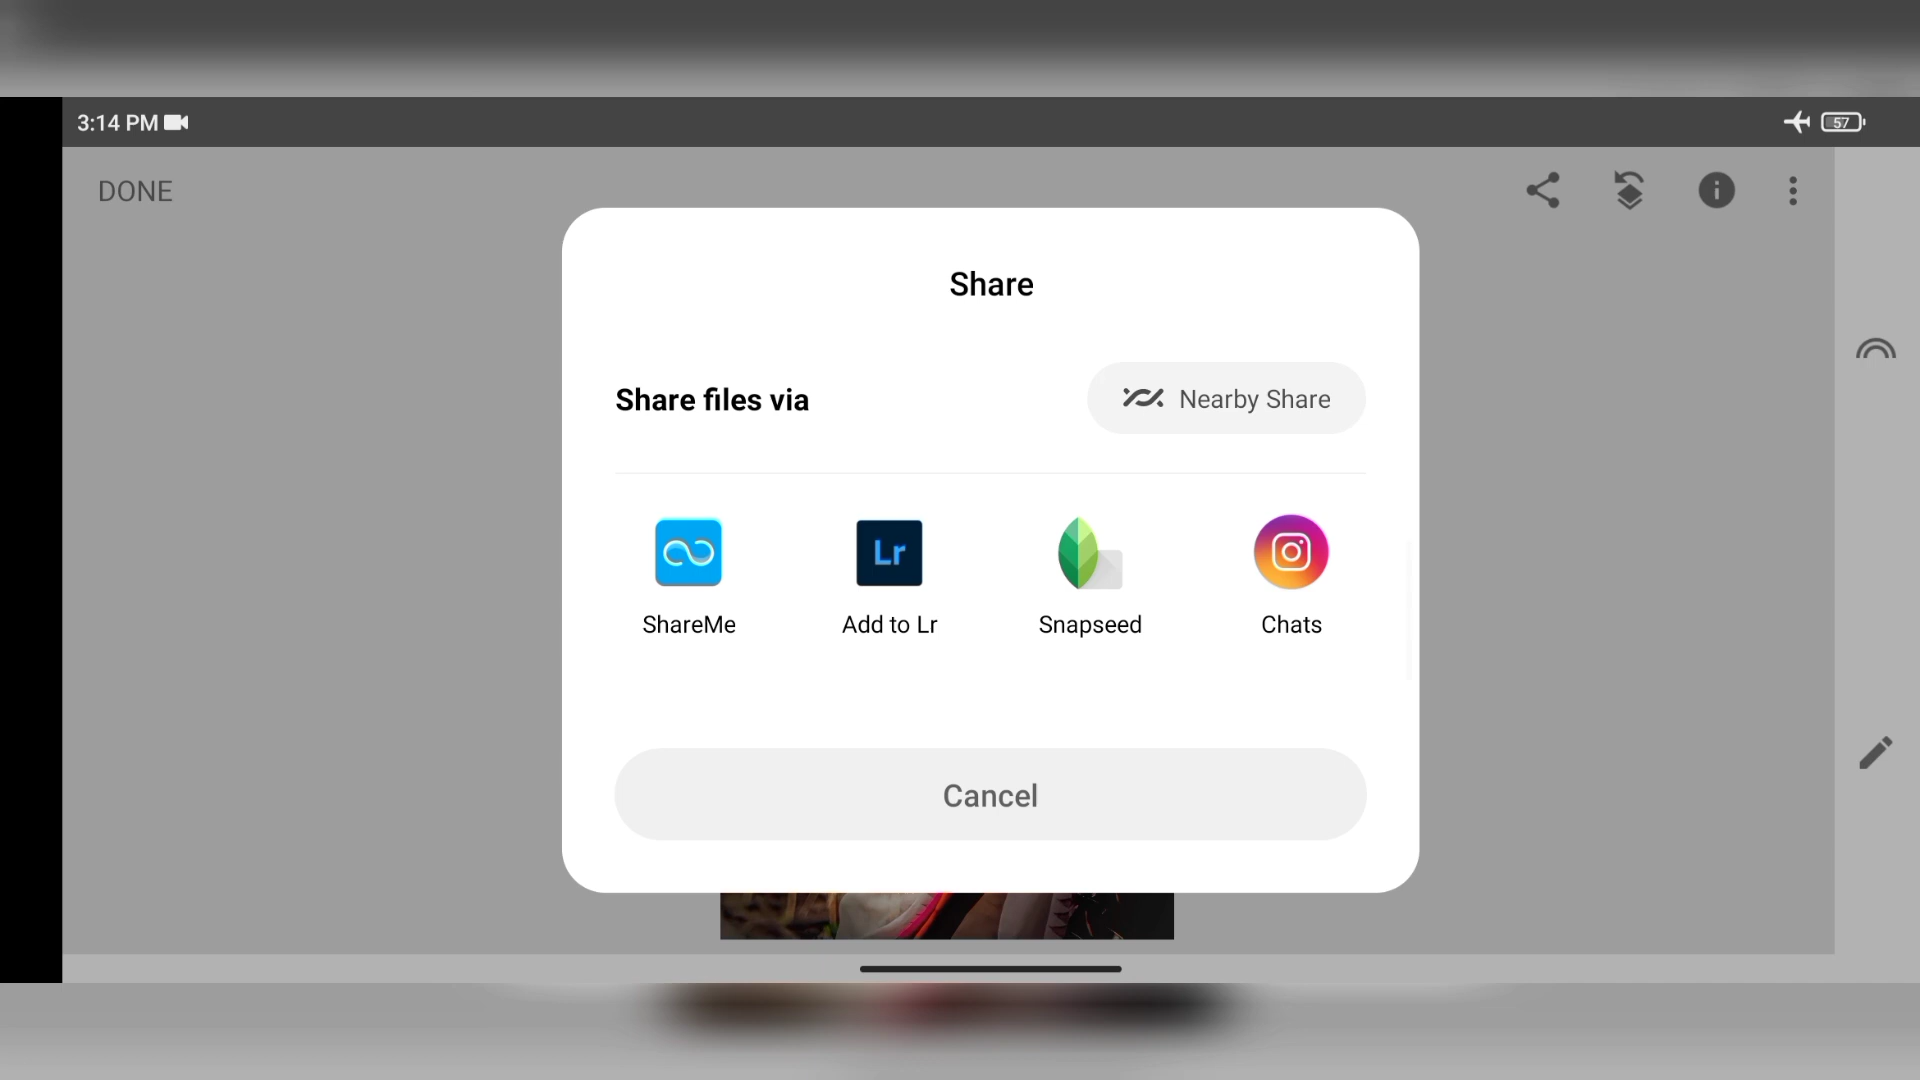 3:14 PM
57
DONE
Share
Share files via
Nearby Share
Lr
ShareMe
Add to Lr
Snapseed
Chats
Cancel